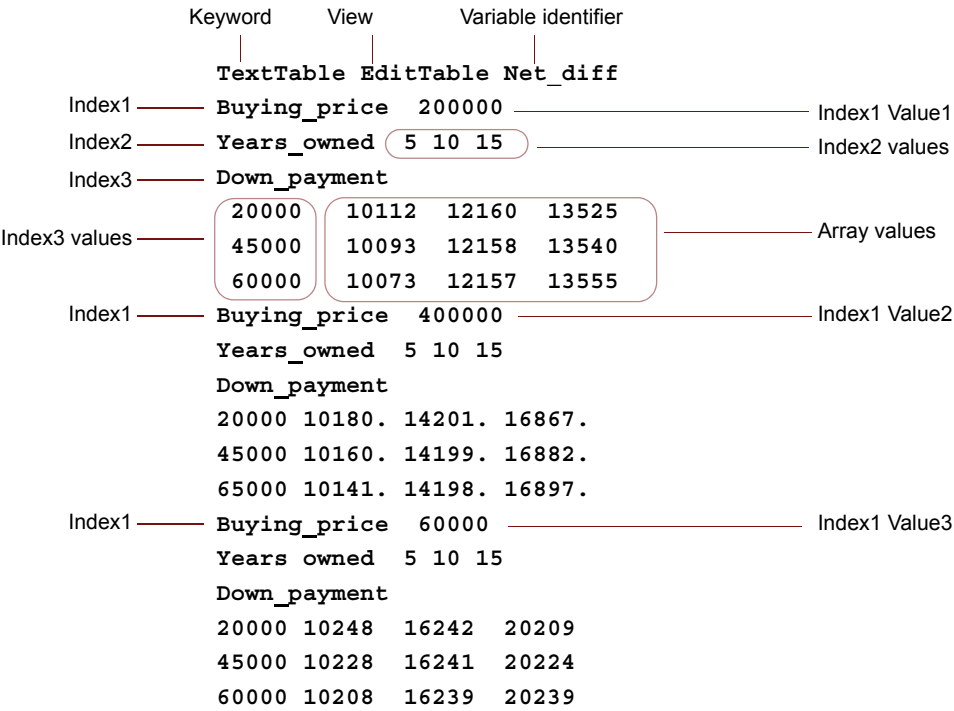 Keyword View Variable identifier
TextTable EditTable Net_diff
Index1 Buying_price 200000 Index1 Value1
Index2 Years_owned 5 10 15 Index2 values
Index3 Down_payment
20000 10112 12160 13525
Index3 values 45000 10093 12158 13540 Array values
60000 10073 12157 13555
Index1 Buying_price 400000 Index1 Value2
Years_owned 5 10 15
Down_payment
20000 10180. 14201. 16867.
45000 10160. 14199. 16882.
65000 10141. 14198. 16897.
Index1 Buying_price 60000 Index1 Value3
Years owned 5 10 15
Down_payment
20000 10248 16242 20209
45000 10228 16241 20224
60000 10208 16239 20239